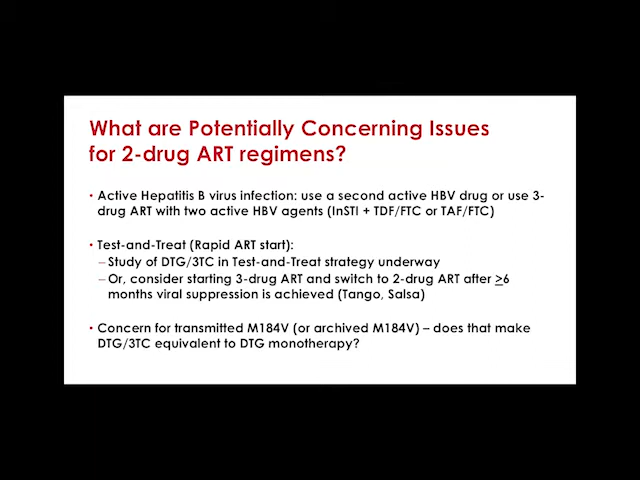 What are Potentially Concerning Issues
for 2-drug ART regimens?
• Active Hepatitis B virus infection: use a second active HBV drug or use 3-
drug ART with two active HBV agents (InSTI + TDF/FTC or TAF/FTC)
• Test-and-Treat (Rapid ART start):
– Study of DTG/3TC in Test-and-Treat strategy underway
– Or, consider starting 3-drug ART and switch to 2-drug ART after >6
months viral suppression is achieved (Tango, Salsa)
• Concern for transmitted M184V (or archived M184V) – does that make
DTG/3TC equivalent to DTG monotherapy?